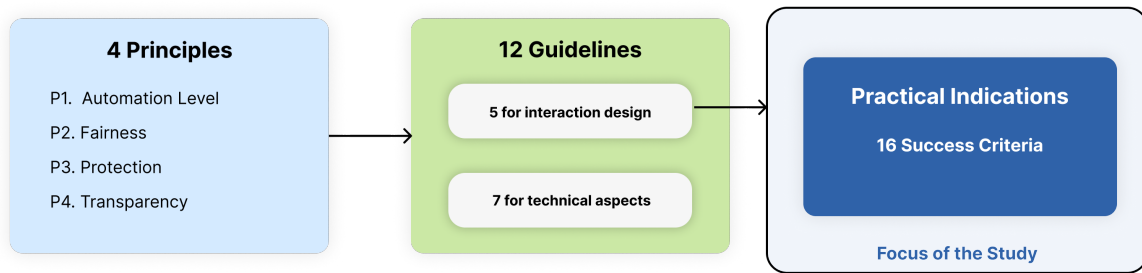 4 Principles
P1. Automation Level
P2. Fairness
P3. Protection
P4. Transparency
12 Guidelines
5 for interaction design
7 for technical aspects
Practical Indications
16 Success Criteria
Focus of the Study